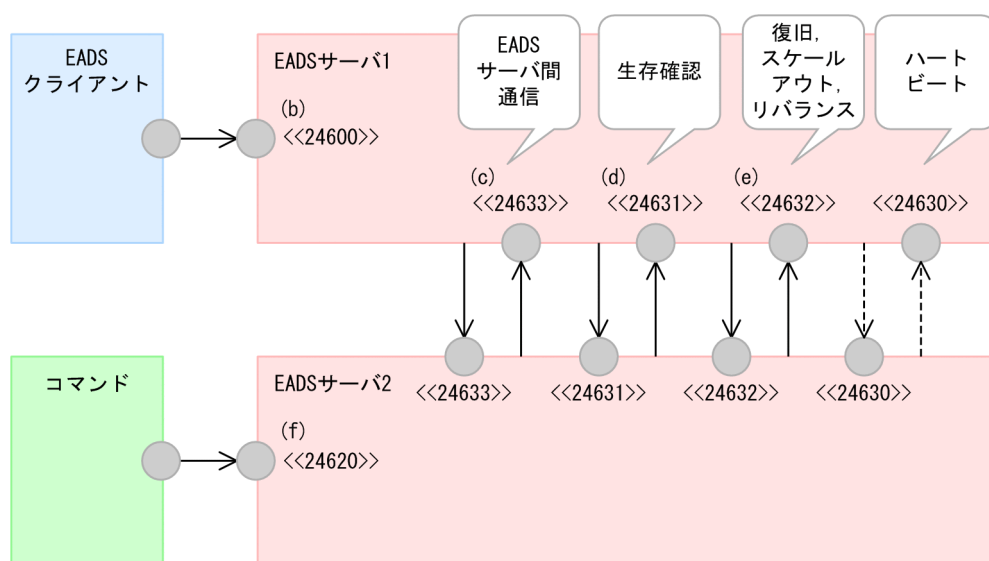 EADS
クライアント
EADSサーバ1
(b)
<<24600>>
EADS
サーバ間
通信
生存確認
復旧,
スケール
アウト,
リバランス
ハート
ビート
(c)
<<24633>>
(d)
<<24631>>
(e)
<<24632>>
<<24630>>
コマンド
EADSサーバ2
<<24633>>
<<24631>>
<<24632>>
<<24630>>
(f)
<<24620>>